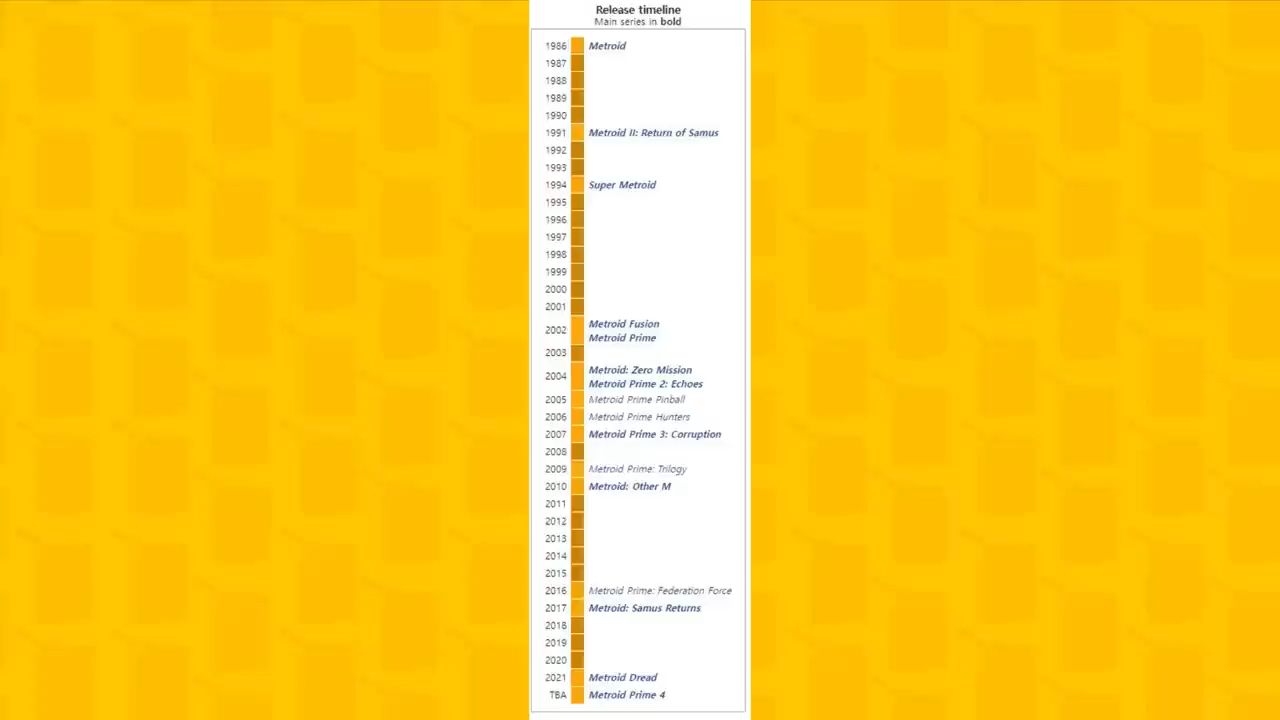 Release timeline
Main series in bold
1986 Metroid
1987
1988
1989
1990
1991 Metroid II: Return of Samus
1992
1993
1994 Super Metroid
1995
1996
1997
1998
1999
2000
2001
2002 Metroid Fusion
Metroid Prime
2003
2004 Metroid: Zero Mission
Metroid Prime 2: Echoes
2005 Metroid Prime Pinball
2006 Metroid Prime Hunters
2007 Metroid Prime 3: Corruption
2008
2009 Metroid Prime: Trilogy
2010 Metroid: Other M
2011
2012
2013
2014
2015
2016 Metroid Prime: Federation Force
2017 Metroid: Samus Returns
2018
2019
2020
2021 Metroid Dread
TBA Metroid Prime 4